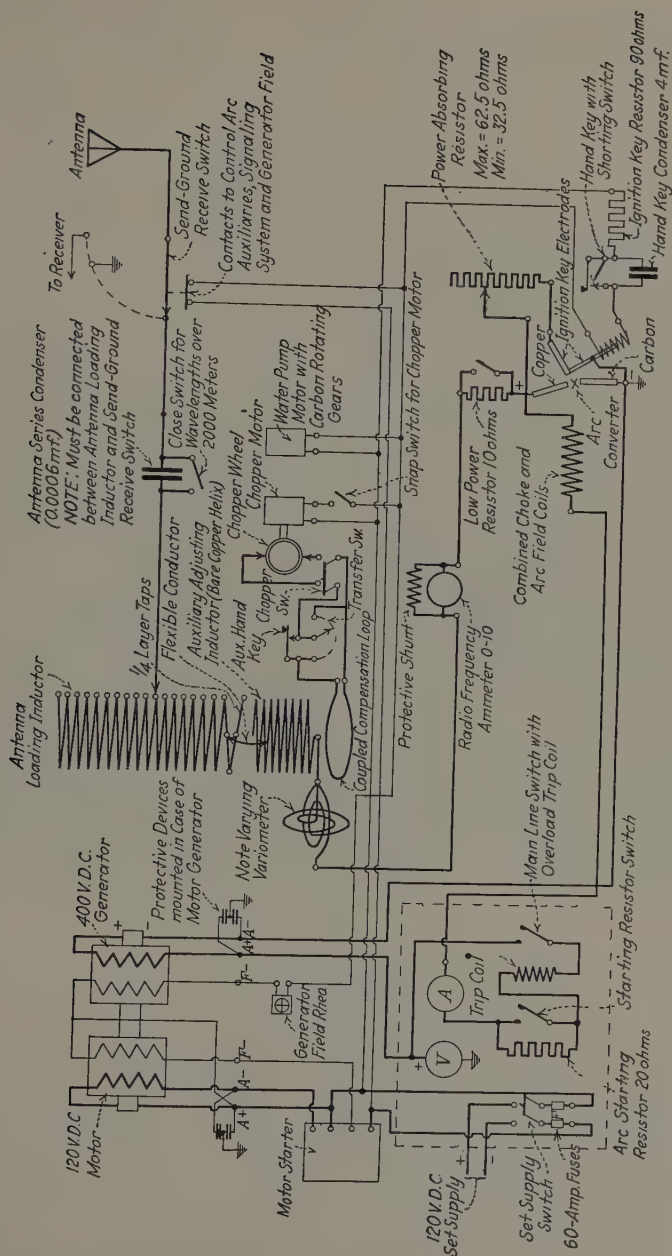 Antenna
To Receiver
Send-Ground
Receive Switch
Contacts to Control Arc
Auxiliaries, Signaling
System and Generator Field
Antenna Series Condenser
(0.0006mf.)
NOTE: Must be connected
between Antenna Loading
Inductor and Send-Ground
Receive Switch
Close Switch for
Wavelengths over
2000 Meters
Antenna
Loading Inductor
1/4 Layer Taps
Flexible Conductor
Auxiliary Adjusting
Inductor (Bare Copper Helix)
Aux. Hand
Key
Chopper
Sw.
Chopper Wheel
Chopper Motor
Water Pump
Motor with
Carbon Rotating
Gears
Snap Switch for Chopper Motor
Transfer Sw.
Coupled Compensation Loop
Note Varying
Variometer
400 V.D.C.
Generator
+
-
Protective Devices
mounted in Case of
Motor Generator
A+
A-
F-
Generator
Field Rheo
120 V.D.C
Motor
A+
A-
F-
Motor Starter
V
Power Absorbing
Resistor
Max. = 62.5 ohms
Min. = 32.5 ohms
Hand Key with
Shorting Switch
Ignition Key Resistor 90 ohms
Hand Key Condenser 4 mf.
Ignition Key Electrodes
Copper
Carbon
+
-
Arc
Converter
Low Power
Resistor 10 ohms
Combined Choke and
Arc Field Coils
Protective Shunt
Radio Frequency
Ammeter 0-10
Main Line Switch with
Overload Trip Coil
Starting Resistor Switch
Trip Coil
A
+
V
Arc Starting
Resistor 20 ohms
120 V.D.C.
Set Supply
+
-
Set Supply
Switch
60-Amp. Fuses